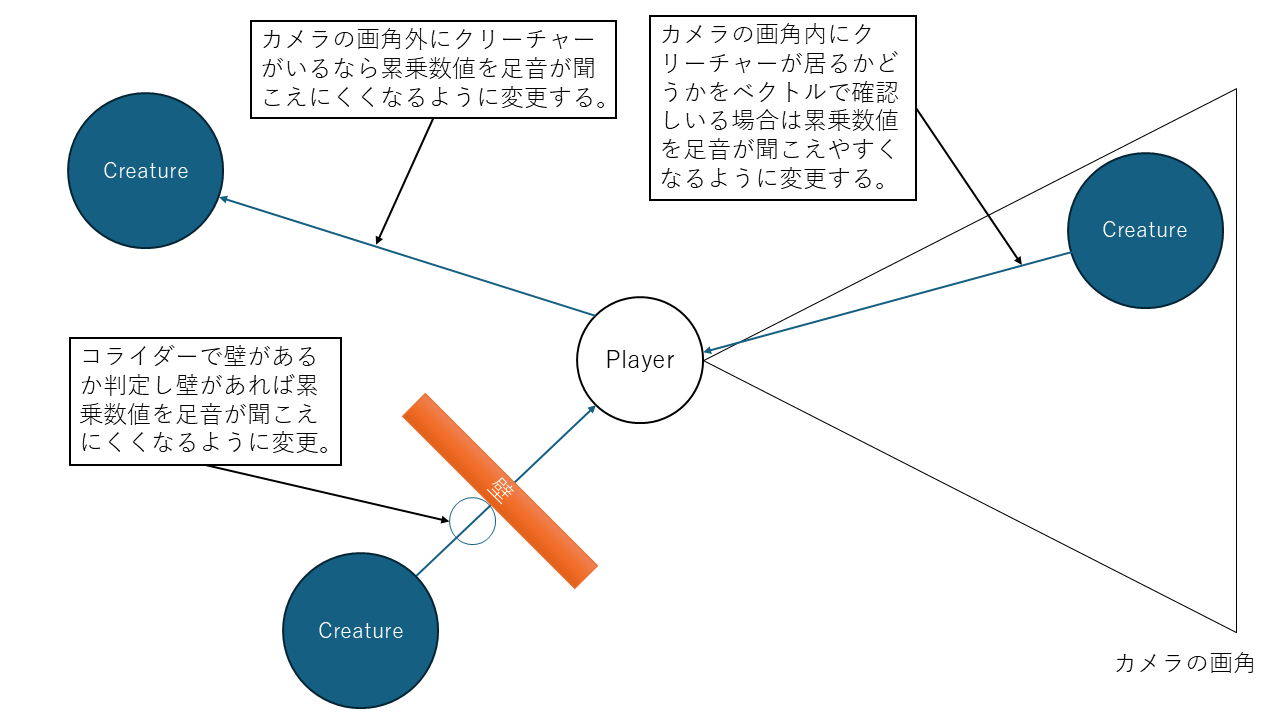 カメラの画角外にクリーチャー
がいるなら累乗数値を足音が聞
こえにくくなるように変更する。
カメラの画角内にク
リーチャーが居るかど
うかをベクトルで確認
しいる場合は累乗数値
を足音が聞こえやすく
なるように変更する。
Creature
Creature
コライダーで壁がある
か判定し壁があれば累
乗数値を足音が聞こえ
にくくなるように変更。
Player
壁
Creature
カメラの画角